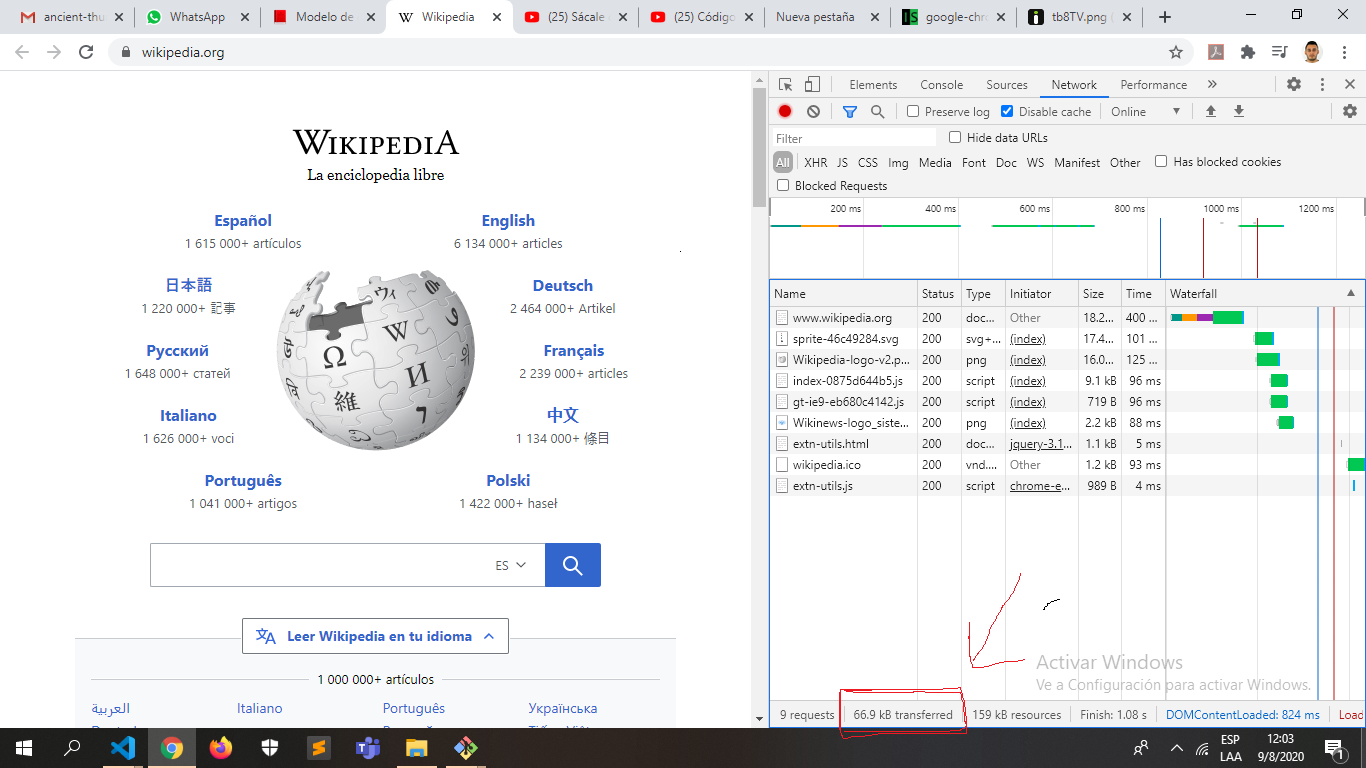 ancient-thu
WhatsApp
Modelo de
Wikipedia
(25) Sácale
(25) Código
Nueva pestaña
google-chr
tb8TV.png
wikipedia.org
WIKIPEDIA
La enciclopedia libre
Español
1 615 000+ artículos
English
6 134 000+ articles
日本語
1 220 000+ 記事
Deutsch
2 464 000+ Artikel
Русский
1 648 000+ статей
Français
2 239 000+ articles
Italiano
1 626 000+ voci
中文
1 134 000+ 條目
Português
1 041 000+ artigos
Polski
1 422 000+ haseł
Ω W И 維 ウィ
ES
Leer Wikipedia en tu idioma
1 000 000+ artículos
العربية
Italiano
Português
Українська
Elements Console Sources Network Performance »
Preserve log Disable cache Online
Filter Hide data URLs
All XHR JS CSS Img Media Font Doc WS Manifest Other Has blocked cookies
Blocked Requests
200 ms 400 ms 600 ms 800 ms 1000 ms 1200 ms
Name Status Type Initiator Size Time Waterfall
www.wikipedia.org 200 doc... Other 18.2... 400 ...
sprite-46c49284.svg 200 svg+... (index) 17.4... 101 ...
Wikipedia-logo-v2.p... 200 png (index) 16.0... 125 ...
index-0875d644b5.js 200 script (index) 9.1 kB 96 ms
gt-ie9-eb680c4142.js 200 script (index) 719 B 96 ms
Wikinews-logo_siste... 200 png (index) 2.2 kB 88 ms
extn-utils.html 200 doc... jquery-3.1... 1.1 kB 5 ms
wikipedia.ico 200 vnd.... Other 1.2 kB 93 ms
extn-utils.js 200 script chrome-e... 989 B 4 ms
Activar Windows
Ve a Configuración para activar Windows.
9 requests 66.9 kB transferred 159 kB resources Finish: 1.08 s DOMContentLoaded: 824 ms Load
ESP
LAA
12:03
9/8/2020
1